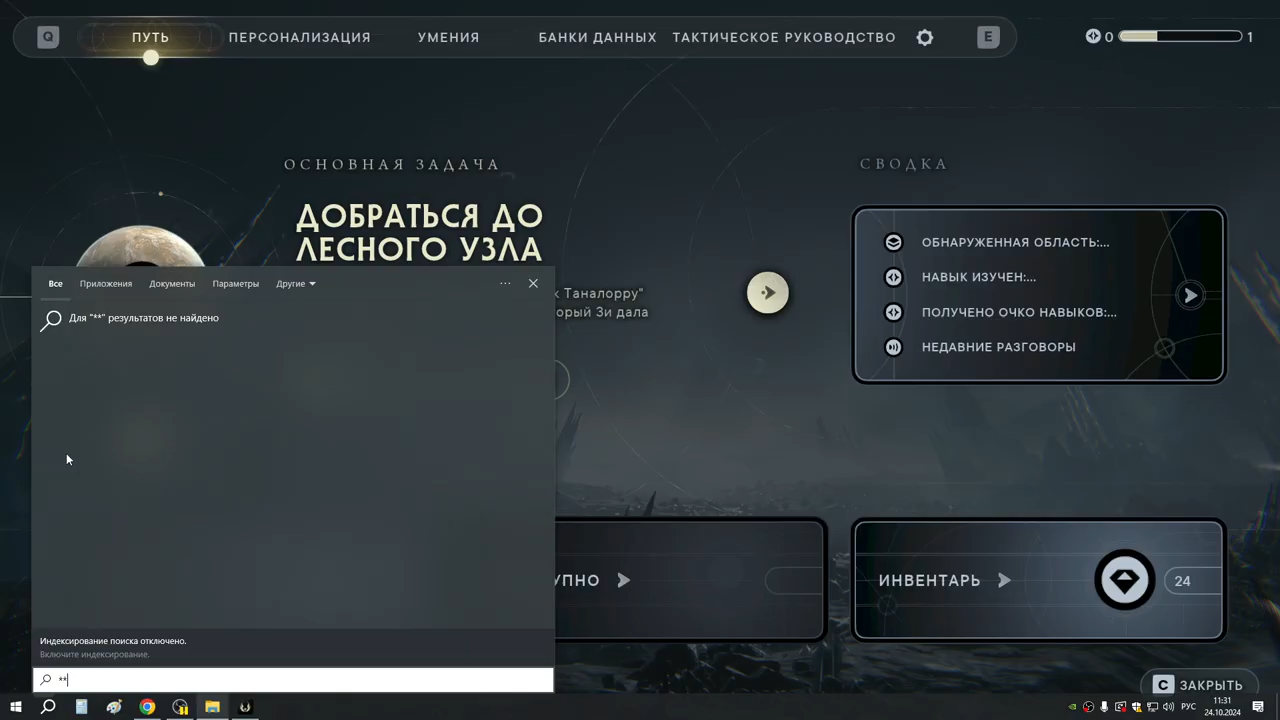 Q
ПУТЬ
ПЕРСОНАЛИЗАЦИЯ
УМЕНИЯ
БАНКИ ДАННЫХ
ТАКТИЧЕСКОЕ РУКОВОДСТВО
E
0
1
ОСНОВНАЯ ЗАДАЧА
ДОБРАТЬСЯ ДО
ЛЕСНОГО УЗЛА
к Таналорру"
орый Зи дала
СВОДКА
ОБНАРУЖЕННАЯ ОБЛАСТЬ:...
НАВЫК ИЗУЧЕН:...
ПОЛУЧЕНО ОЧКО НАВЫКОВ:...
НЕДАВНИЕ РАЗГОВОРЫ
Все
Приложения
Документы
Параметры
Другие
...
Для "**" результатов не найдено
УПНО
ИНВЕНТАРЬ
24
Индексирование поиска отключено.
Включите индексирование.
**
C ЗАКРЫТЬ
РУС
11:31
24.10.2024